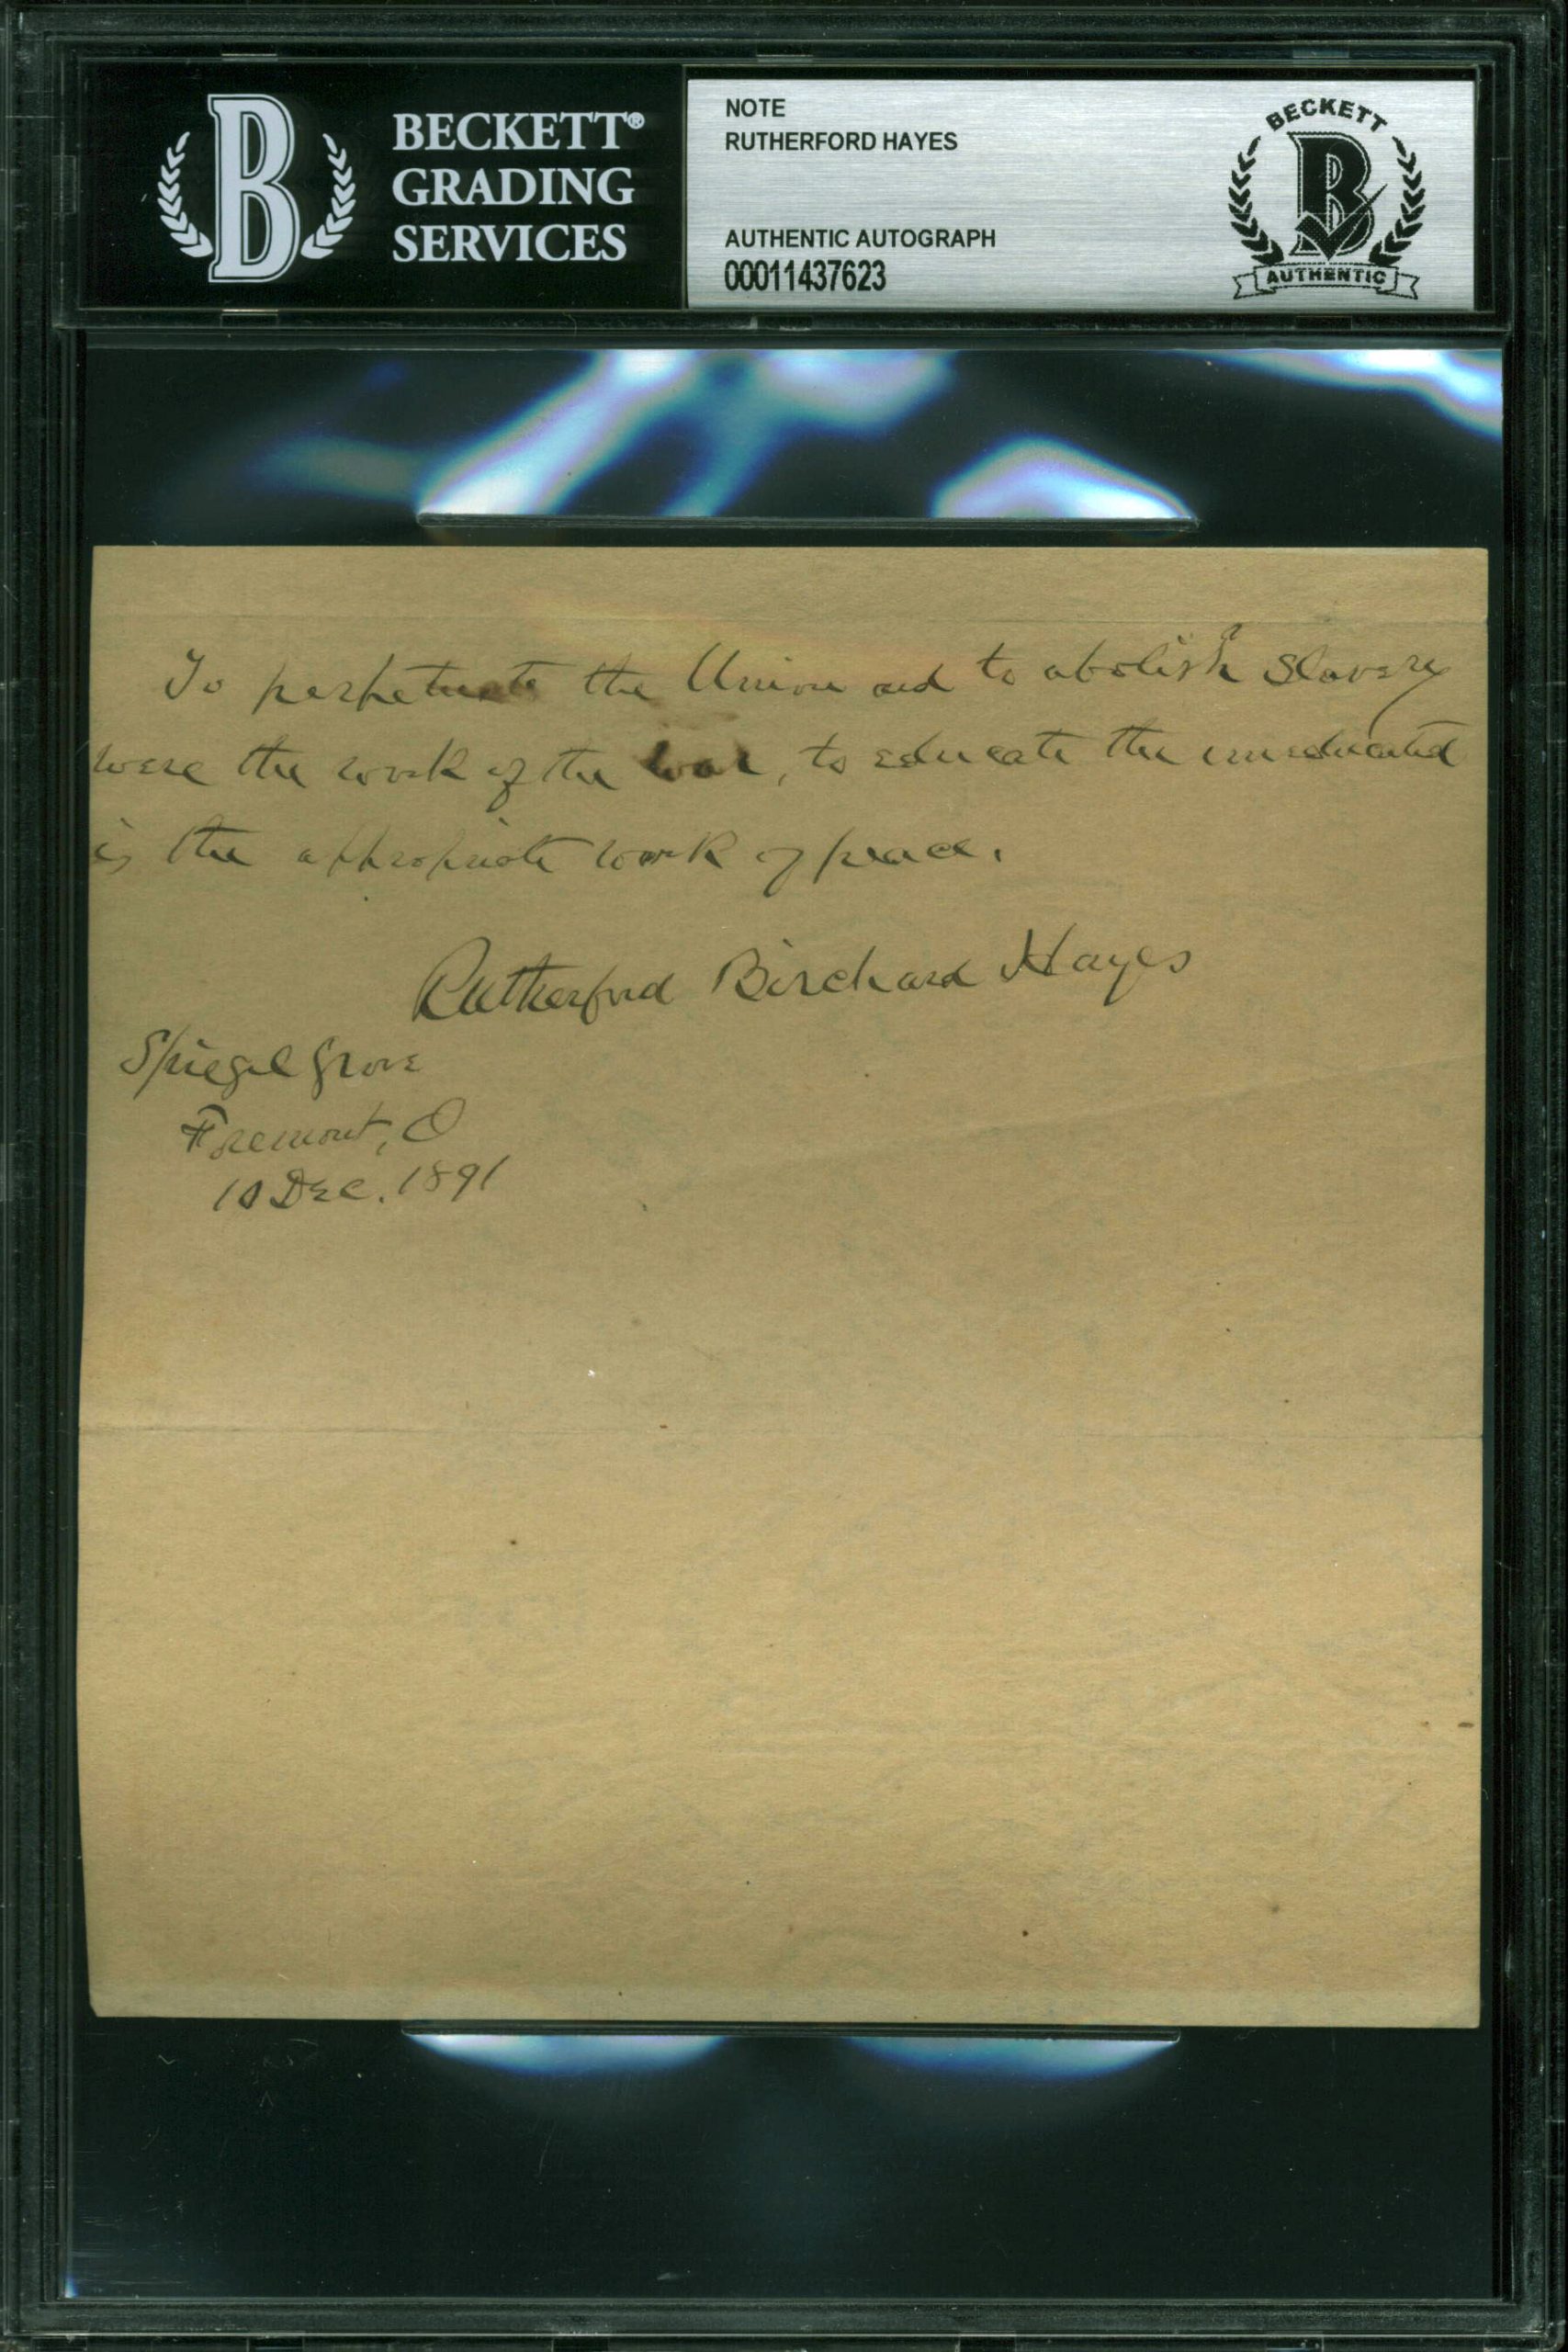 BECKETT®
GRADING
SERVICES
NOTE
RUTHERFORD HAYES
AUTHENTIC AUTOGRAPH
00011437623
BECKETT
B
AUTHENTIC
B
To perpetuate the Union and to abolish Slavery
were the work of the war, to educate the uneducated
is the appropriate work of peace.
Rutherford Birchard Hayes
Spiegel Grove
Fremont, O
10 Dec. 1891